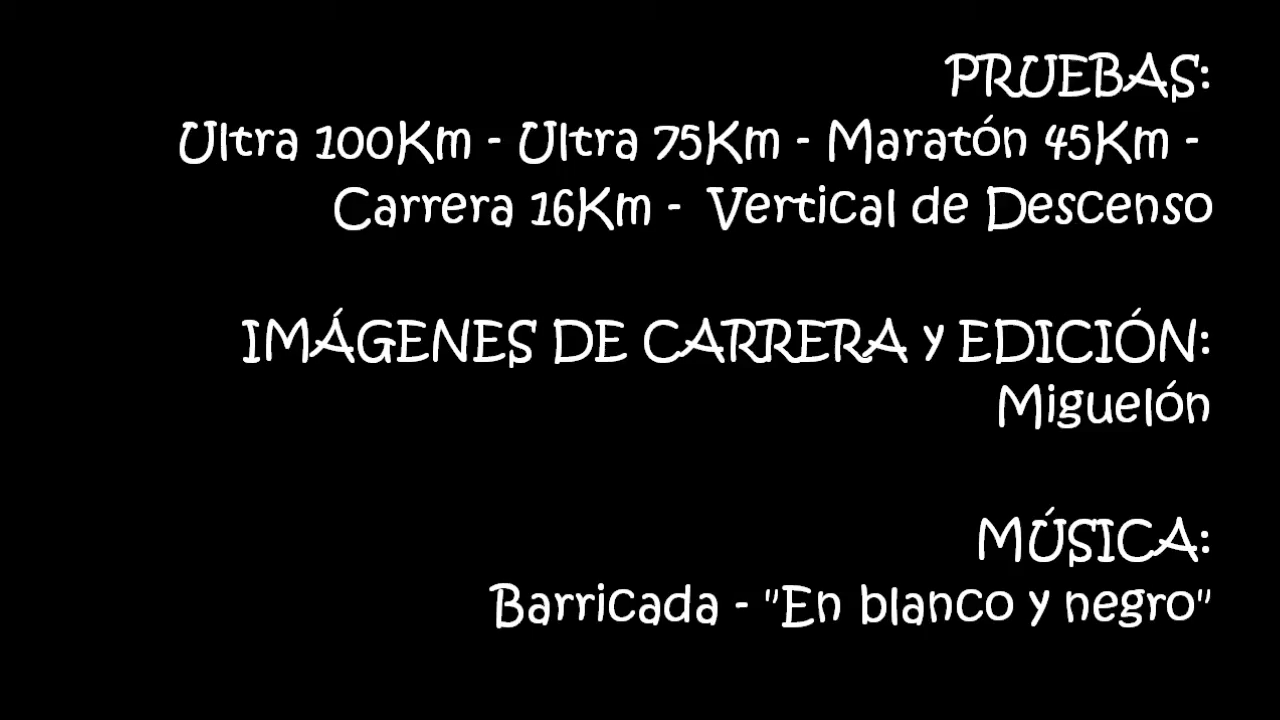 PRUEBAS:
Ultra 100Km - Ultra 75Km - Maratón 45Km -
Carrera 16Km - Vertical de Descenso
IMÁGENES DE CARRERA y EDICIÓN:
Miguelón
MÚSICA:
Barricada - "En blanco y negro"